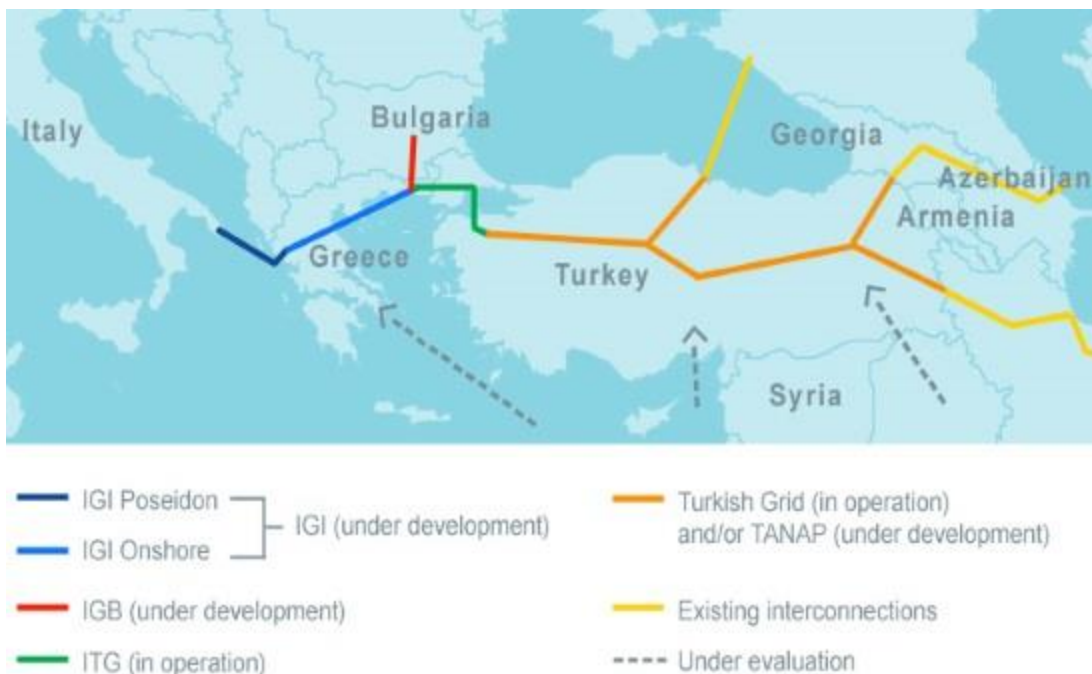 Italy
Bulgaria
Georgia
Azerbaijan
Armenia
Greece
Turkey
Syria
IGI Poseidon
IGI (under development)
IGI Onshore
IGB (under development)
ITG (in operation)
Turkish Grid (in operation)
and/or TANAP (under development)
Existing interconnections
Under evaluation